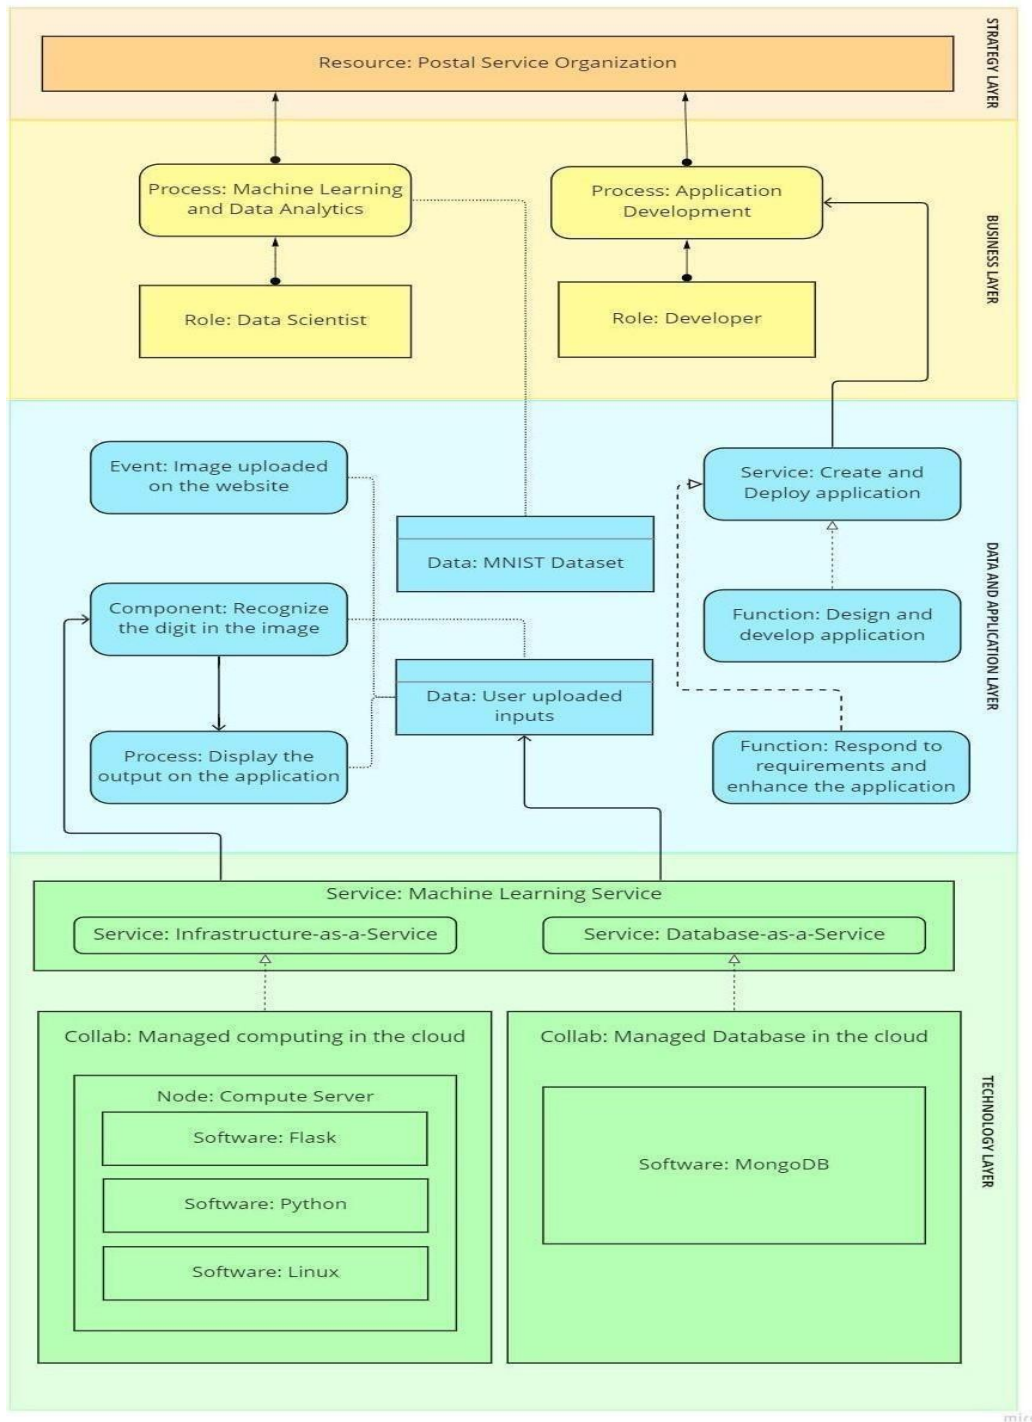 STRATEGY LAYER
Resource: Postal Service Organization
BUSINESS LAYER
Process: Machine Learning
and Data Analytics
Process: Application
Development
Role: Data Scientist
Role: Developer
DATA AND APPLICATION LAYER
Event: Image uploaded
on the website
Service: Create and
Deploy application
Data: MNIST Dataset
Component: Recognize
the digit in the image
Function: Design and
develop application
Data: User uploaded
inputs
Process: Display the
output on the application
Function: Respond to
requirements and
enhance the application
TECHNOLOGY LAYER
Service: Machine Learning Service
Service: Infrastructure-as-a-Service
Service: Database-as-a-Service
Collab: Managed computing in the cloud
Node: Compute Server
Software: Flask
Software: Python
Software: Linux
Collab: Managed Database in the cloud
Software: MongoDB